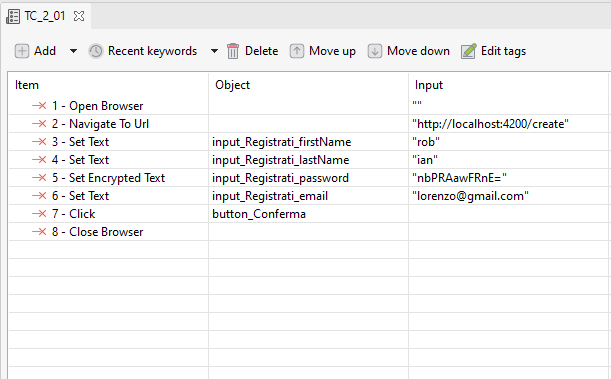 TC_2_01
Add Recent keywords Delete Move up Move down Edit tags
Item Object Input
1 - Open Browser ""
2 - Navigate To Url "http://localhost:4200/create"
3 - Set Text input_Registrati_firstName "rob"
4 - Set Text input_Registrati_lastName "ian"
5 - Set Encrypted Text input_Registrati_password "nbPRAawFRnE="
6 - Set Text input_Registrati_email "lorenzo@gmail.com"
7 - Click button_Conferma
8 - Close Browser